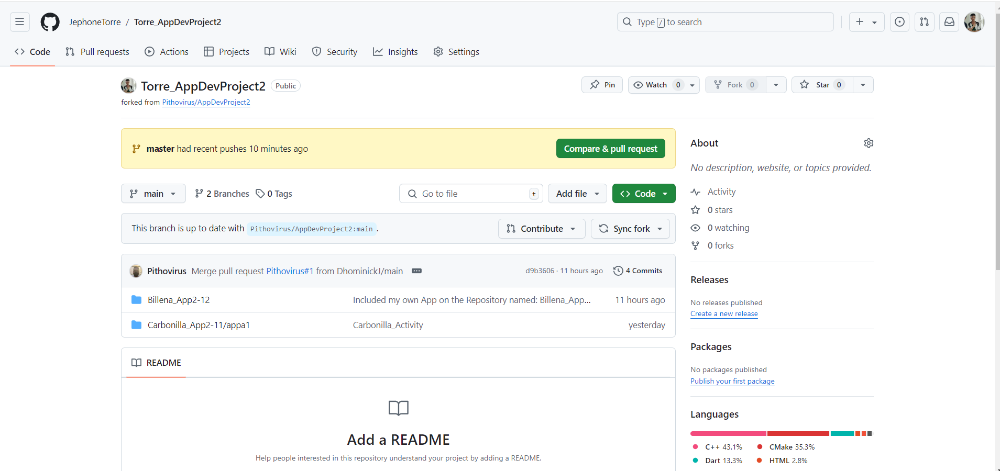 JephoneTorre / Torre_AppDevProject2
Type / to search
Code Pull requests Actions Projects Wiki Security Insights Settings
Torre_AppDevProject2 Public
Pin Watch 0 Fork 0 Star 0
forked from Pithovirus/AppDevProject2
master had recent pushes 10 minutes ago
Compare & pull request
main 2 Branches 0 Tags
Go to file t
Add file
Code
This branch is up to date with Pithovirus/AppDevProject2:main .
Contribute Sync fork
Pithovirus Merge pull request Pithovirus#1 from DhominickJ/main
d9b3606 · 11 hours ago 4 Commits
Billena_App2-12 Included my own App on the Repository named: Billena_App... 11 hours ago
Carbonilla_App2-11/appa1 Carbonilla_Activity yesterday
README
Add a README
Help people interested in this repository understand your project by adding a README.
About
No description, website, or topics provided.
Activity
0 stars
0 watching
0 forks
Releases
No releases published
Create a new release
Packages
No packages published
Publish your first package
Languages
C++ 43.1% CMake 35.3%
Dart 13.3% HTML 2.8%